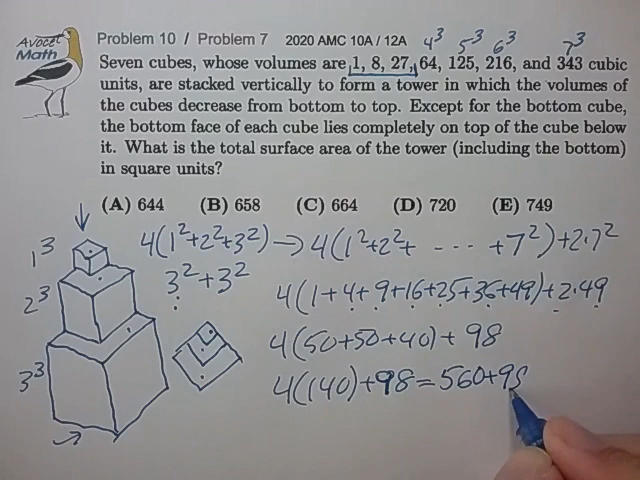 Avocet
Math
Problem 10 / Problem 7 2020 AMC 10A / 12A
4³ 5³ 6³ 7³
Seven cubes, whose volumes are 1, 8, 27, 64, 125, 216, and 343 cubic
units, are stacked vertically to form a tower in which the volumes of
the cubes decrease from bottom to top. Except for the bottom cube,
the bottom face of each cube lies completely on top of the cube below
it. What is the total surface area of the tower (including the bottom)
in square units?
(A) 644 (B) 658 (C) 664 (D) 720 (E) 749
1³ 4(1²+2²+3²) → 4(1²+2²+ ··· +7²)+2·7²
3²+3²
2³ 4(1+4+9+16+25+36+49)+2·49
4(50+50+40)+ 98
3³ 4(140)+98=560+98